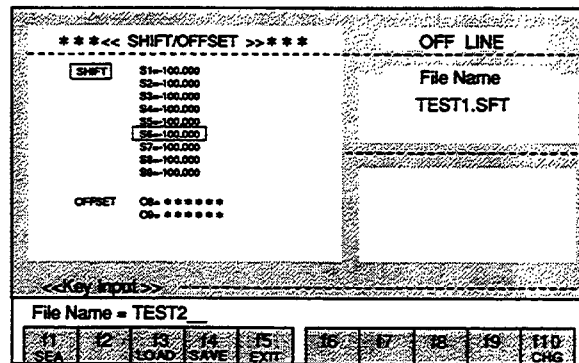 ***<< SHIFT/OFFSET >>***
OFF LINE
SHIFT
S1=-100.000
S2=-100.000
S3=-100.000
S4=-100.000
S5=-100.000
S6=-100.000
S7=-100.000
S8=-100.000
S9=-100.000
OFFSET
O8= ******
O9= ******
File Name
TEST1.SFT
<<Key Input>>
File Name = TEST2_
f1 f2 f3 f4 f5 f6 f7 f8 f9 f10
SEA LOAD SAVE EXIT CHG